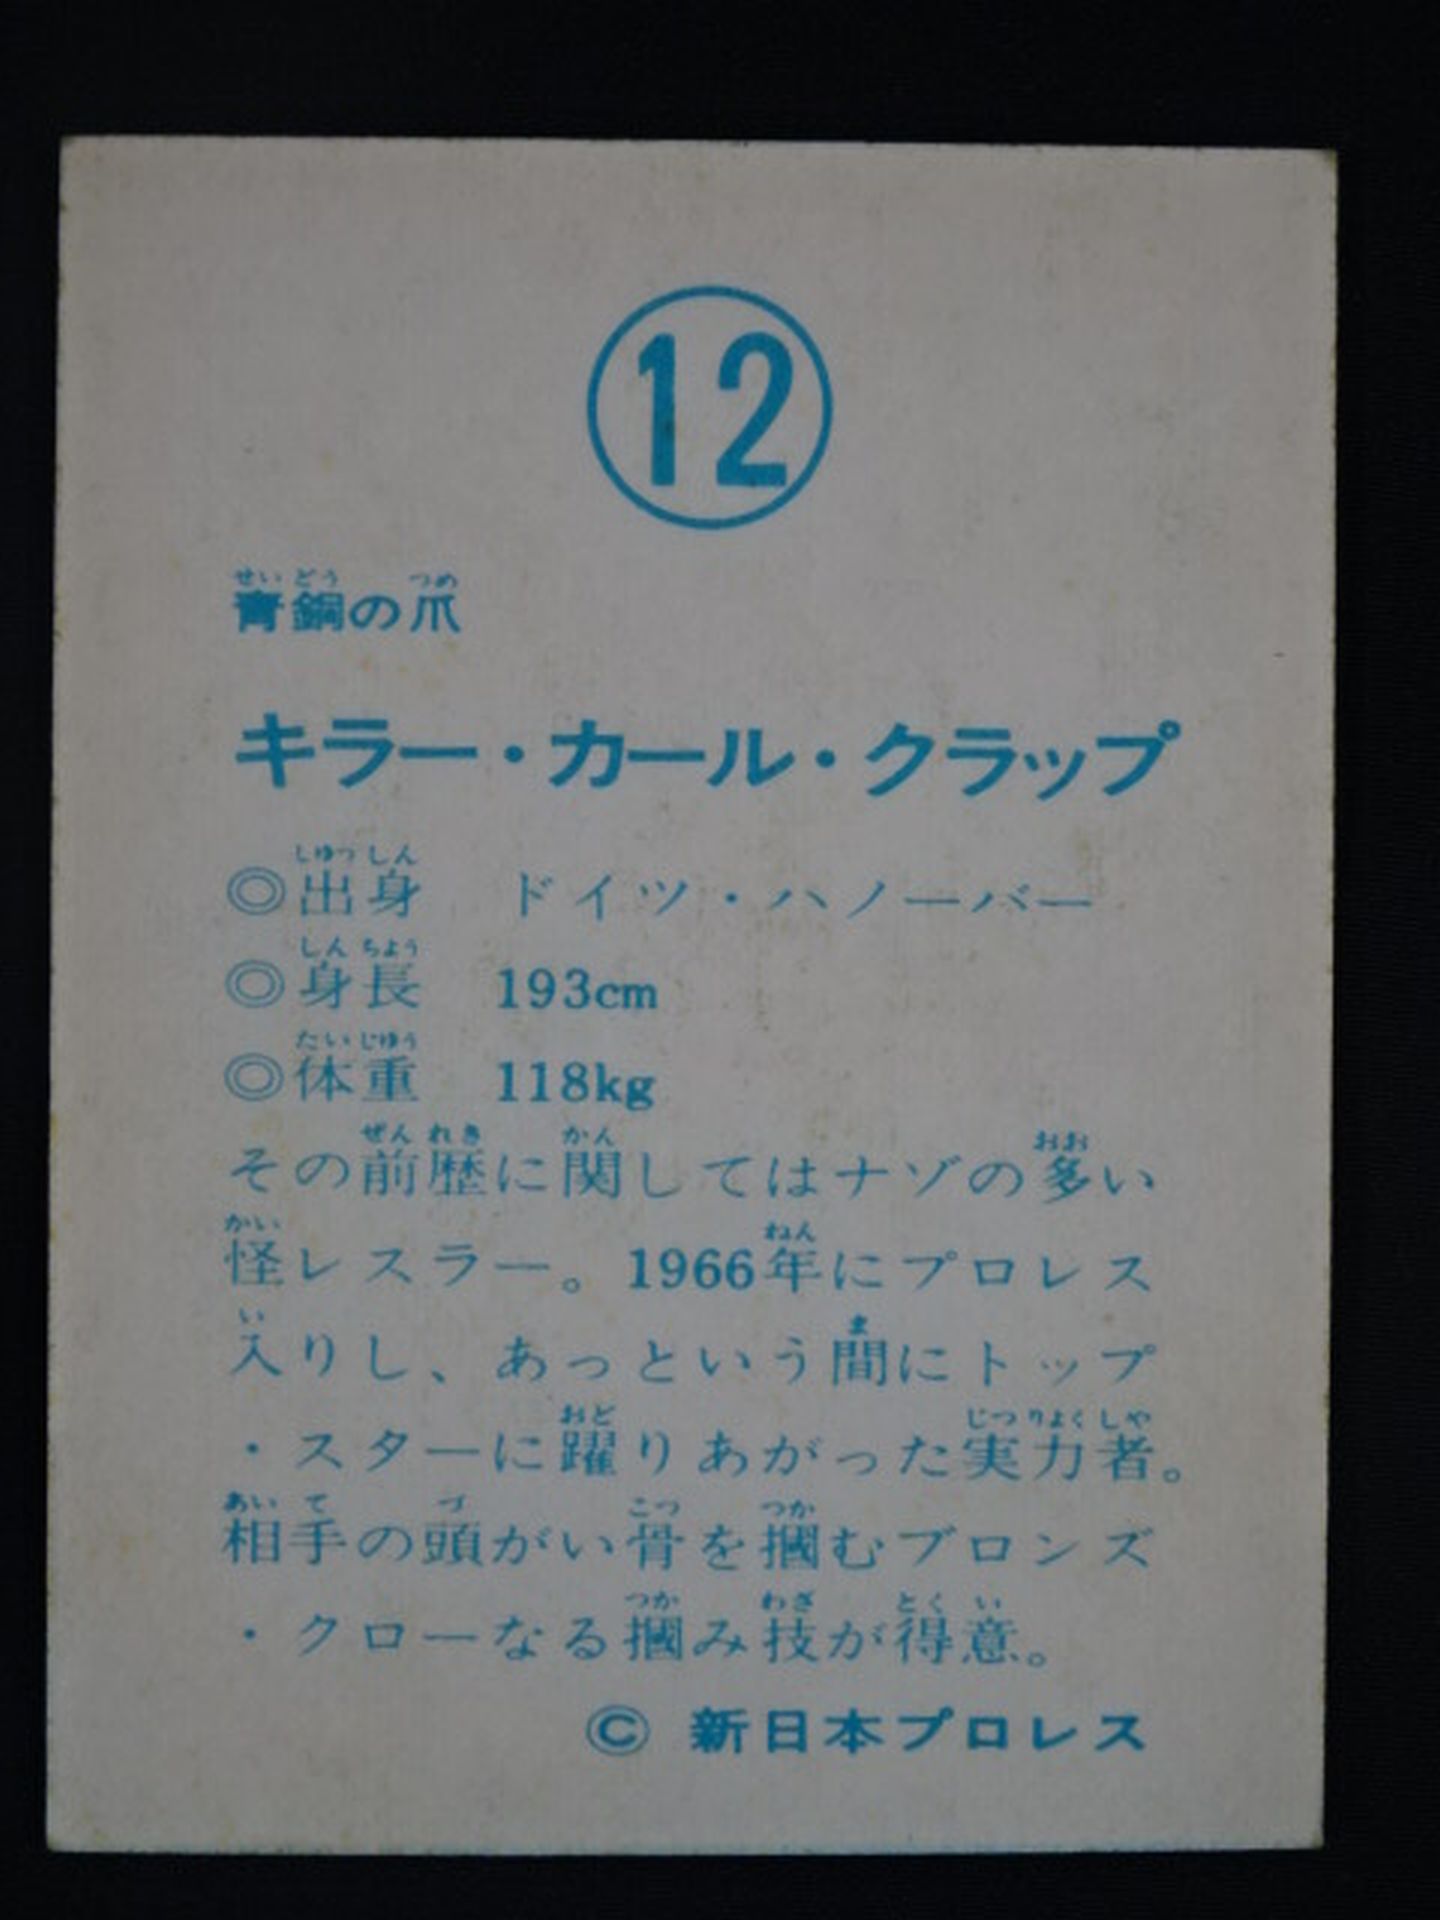 12
せいどう つめ
青銅の爪
キラー・カール・クラップ
しゅっしん
◎出身 ドイツ・ハノーバー
しんちょう
◎身長 193cm
たいじゅう
◎体重 118kg
ぜんれき かん おお
その前歴に関してはナゾの多い
かい ねん
怪レスラー。1966年にプロレス
い ま
入りし、あっという間にトップ
おど じつりょくしゃ
・スターに躍りあがった実力者。
あいて づ こつ つか
相手の頭がい骨を摑むブロンズ
つか わざ とくい
・クローなる摑み技が得意。
© 新日本プロレス